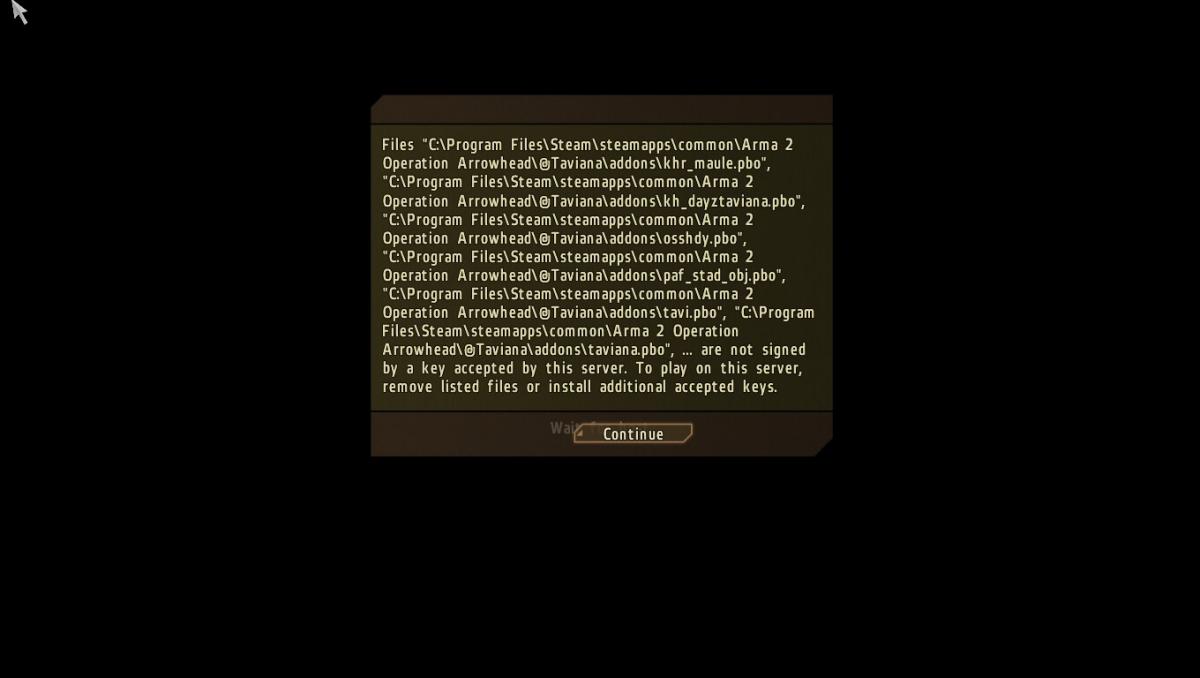 Files "C:\Program Files\Steam\steamapps\common\Arma 2
Operation Arrowhead\@Taviana\addons\khr_maule.pbo",
"C:\Program Files\Steam\steamapps\common\Arma 2
Operation Arrowhead\@Taviana\addons\kh_dayztaviana.pbo",
"C:\Program Files\Steam\steamapps\common\Arma 2
Operation Arrowhead\@Taviana\addons\osshdy.pbo",
"C:\Program Files\Steam\steamapps\common\Arma 2
Operation Arrowhead\@Taviana\addons\paf_stad_obj.pbo",
"C:\Program Files\Steam\steamapps\common\Arma 2
Operation Arrowhead\@Taviana\addons\tavi.pbo", "C:\Program
Files\Steam\steamapps\common\Arma 2 Operation
Arrowhead\@Taviana\addons\taviana.pbo", ... are not signed
by a key accepted by this server. To play on this server,
remove listed files or install additional accepted keys.
Continue